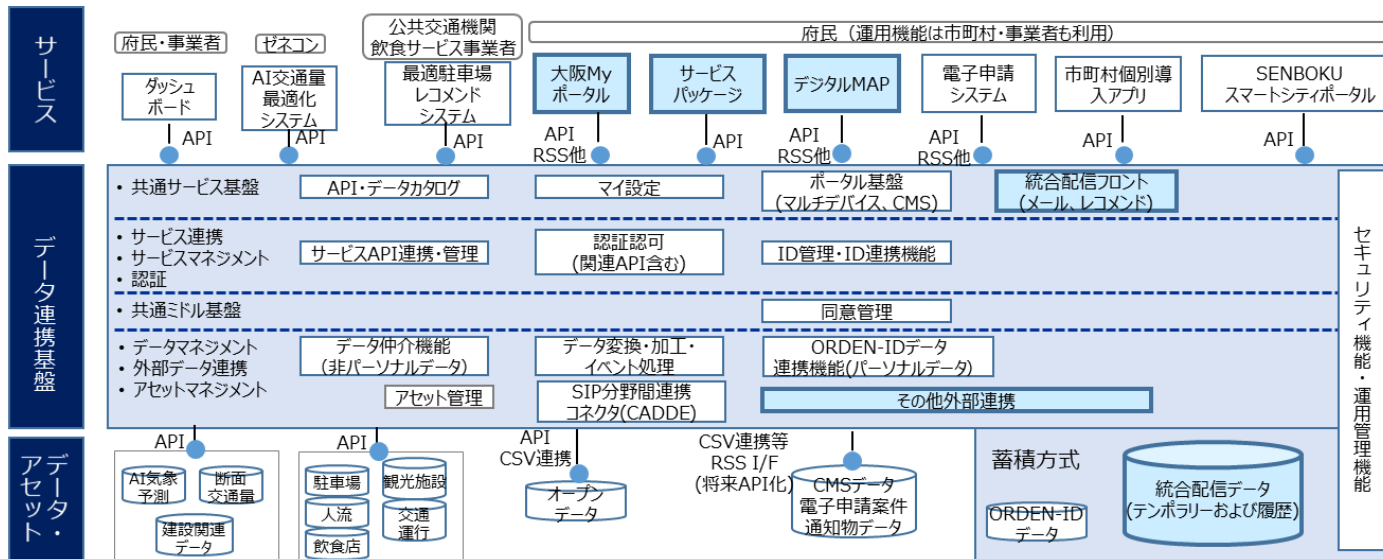 サービス
府民・事業者
ゼネコン
公共交通機関
飲食サービス事業者
府民（運用機能は市町村・事業者も利用）
ダッシュ
ボード
AI交通量
最適化
システム
最適駐車場
レコメンド
システム
大阪My
ポータル
サービス
パッケージ
デジタルMAP
電子申請
システム
市町村個別導
入アプリ
SENBOKU
スマートシティポータル
API
API
API
API
RSS他
API
API
RSS他
API
RSS他
API
API
データ連携基盤
・共通サービス基盤
API・データカタログ
マイ設定
ポータル基盤
(マルチデバイス、CMS)
統合配信フロント
(メール、レコメンド)
・サービス連携
・サービスマネジメント
・認証
サービスAPI連携・管理
認証認可
(関連API含む)
ID管理・ID連携機能
・共通ミドル基盤
同意管理
・データマネジメント
・外部データ連携
・アセットマネジメント
データ仲介機能
(非パーソナルデータ)
アセット管理
データ変換・加工・
イベント処理
SIP分野間連携
コネクタ(CADDE)
ORDEN-IDデータ
連携機能(パーソナルデータ)
その他外部連携
セキュリティ機能・運用管理機能
データ・
アセット
API
AI気象
予測
断面
交通量
建設関連
データ
API
駐車場
観光施設
人流
交通
運行
飲食店
API
CSV連携
オープン
データ
CSV連携等
RSS I/F
(将来API化)
CMSデータ
電子申請案件
通知物データ
蓄積方式
ORDEN-ID
データ
統合配信データ
(テンポラリーおよび履歴)